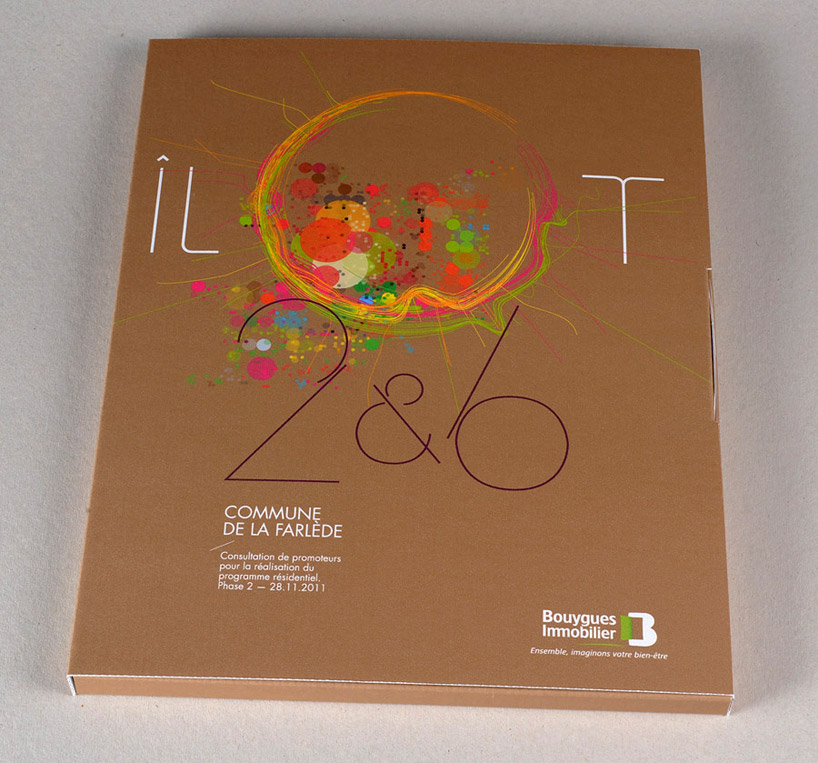 ÎLOT
2&6
COMMUNE
DE LA FARLÈDE
Consultation de promoteurs
pour la réalisation du
programme résidentiel.
Phase 2 — 28.11.2011
Bouygues
Immobilier
Ensemble, imaginons votre bien-être